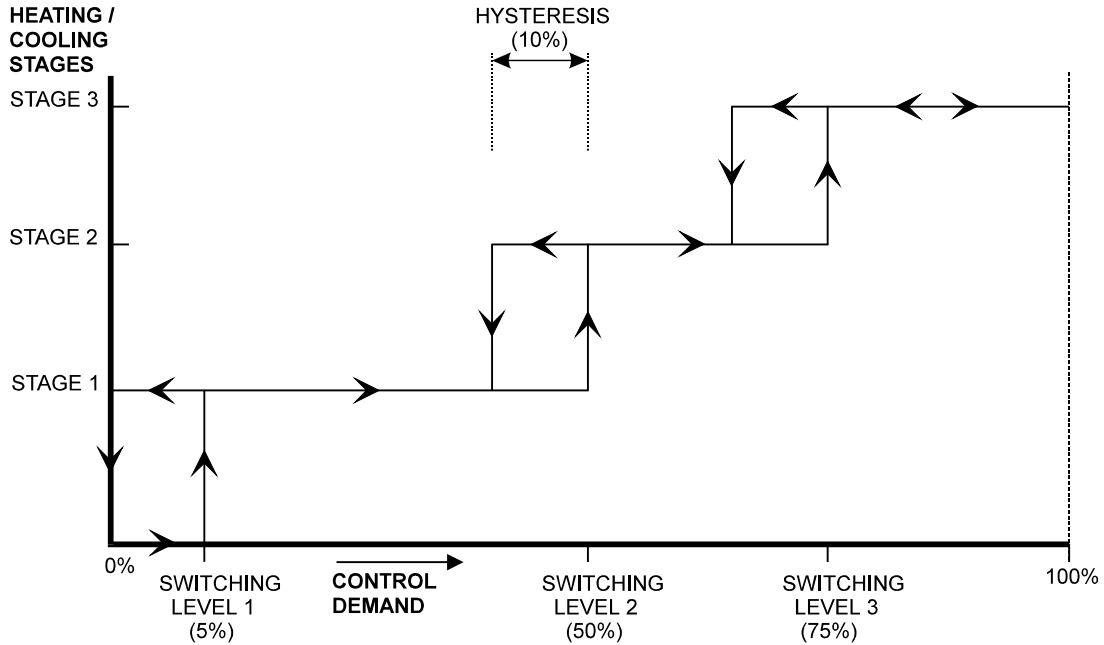 HEATING /
COOLING
STAGES
HYSTERESIS
(10%)
STAGE 3
STAGE 2
STAGE 1
0%
100%
SWITCHING
LEVEL 1
(5%)
CONTROL
DEMAND
SWITCHING
LEVEL 2
(50%)
SWITCHING
LEVEL 3
(75%)